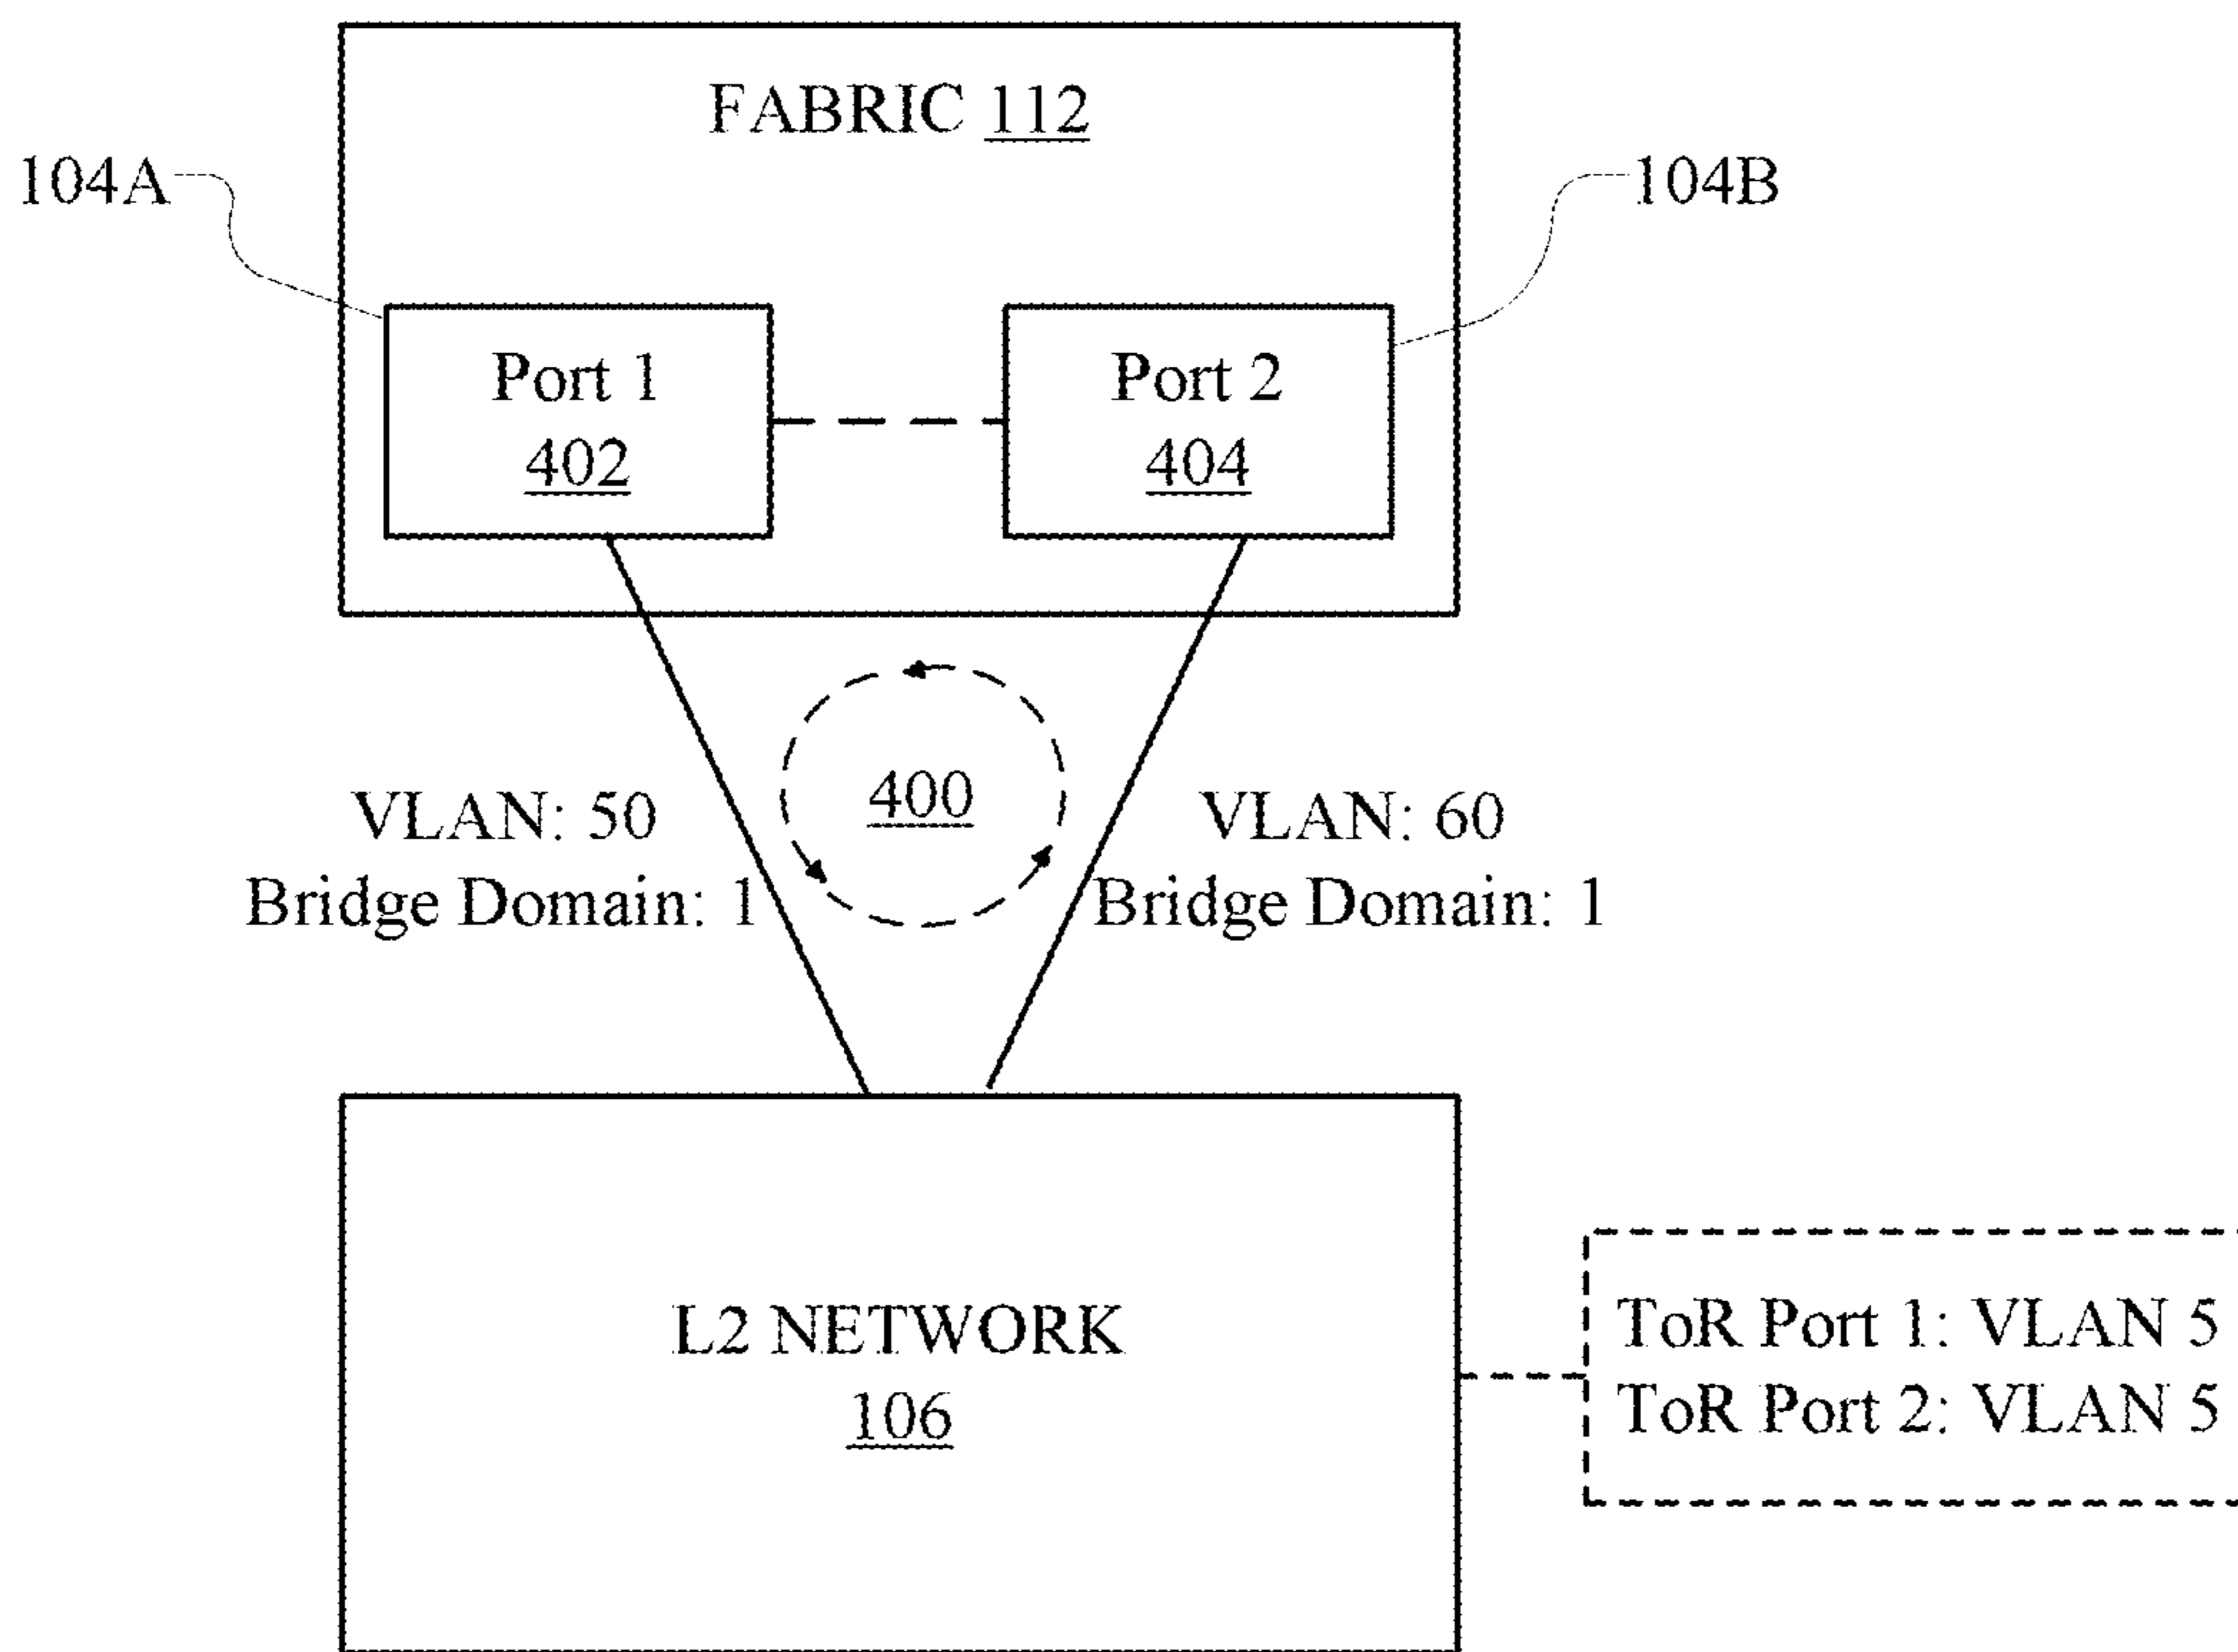 FABRIC 112
104A
104B
Port 1
402
Port 2
404
400
VLAN: 50
Bridge Domain: 1
VLAN: 60
Bridge Domain: 1
L2 NETWORK
106
ToR Port 1: VLAN 5
ToR Port 2: VLAN 5